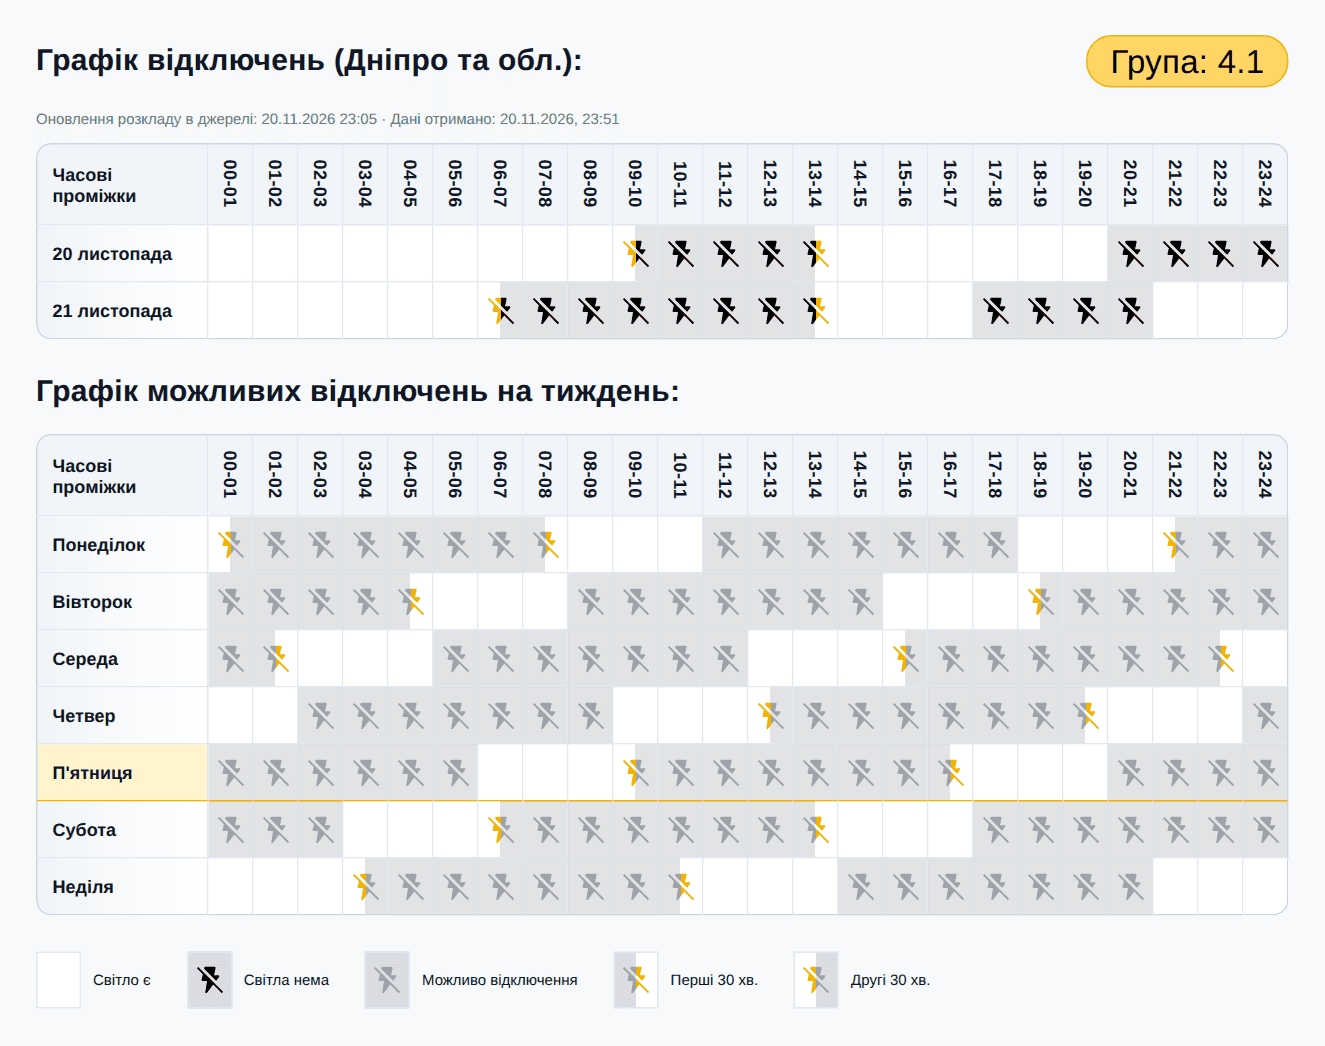 Графік відключень (Дніпро та обл.):
Група: 4.1
Оновлення розкладу в джерелі: 20.11.2026 23:05 · Дані отримано: 20.11.2026, 23:51
Часові
проміжки
00-01 01-02 02-03 03-04 04-05 05-06 06-07 07-08 08-09 09-10 10-11 11-12 12-13 13-14 14-15 15-16 16-17 17-18 18-19 19-20 20-21 21-22 22-23 23-24
20 листопада
21 листопада
Графік можливих відключень на тиждень:
Часові
проміжки
00-01 01-02 02-03 03-04 04-05 05-06 06-07 07-08 08-09 09-10 10-11 11-12 12-13 13-14 14-15 15-16 16-17 17-18 18-19 19-20 20-21 21-22 22-23 23-24
Понеділок
Вівторок
Середа
Четвер
П'ятниця
Субота
Неділя
Світло є
Світла нема
Можливо відключення
Перші 30 хв.
Другі 30 хв.